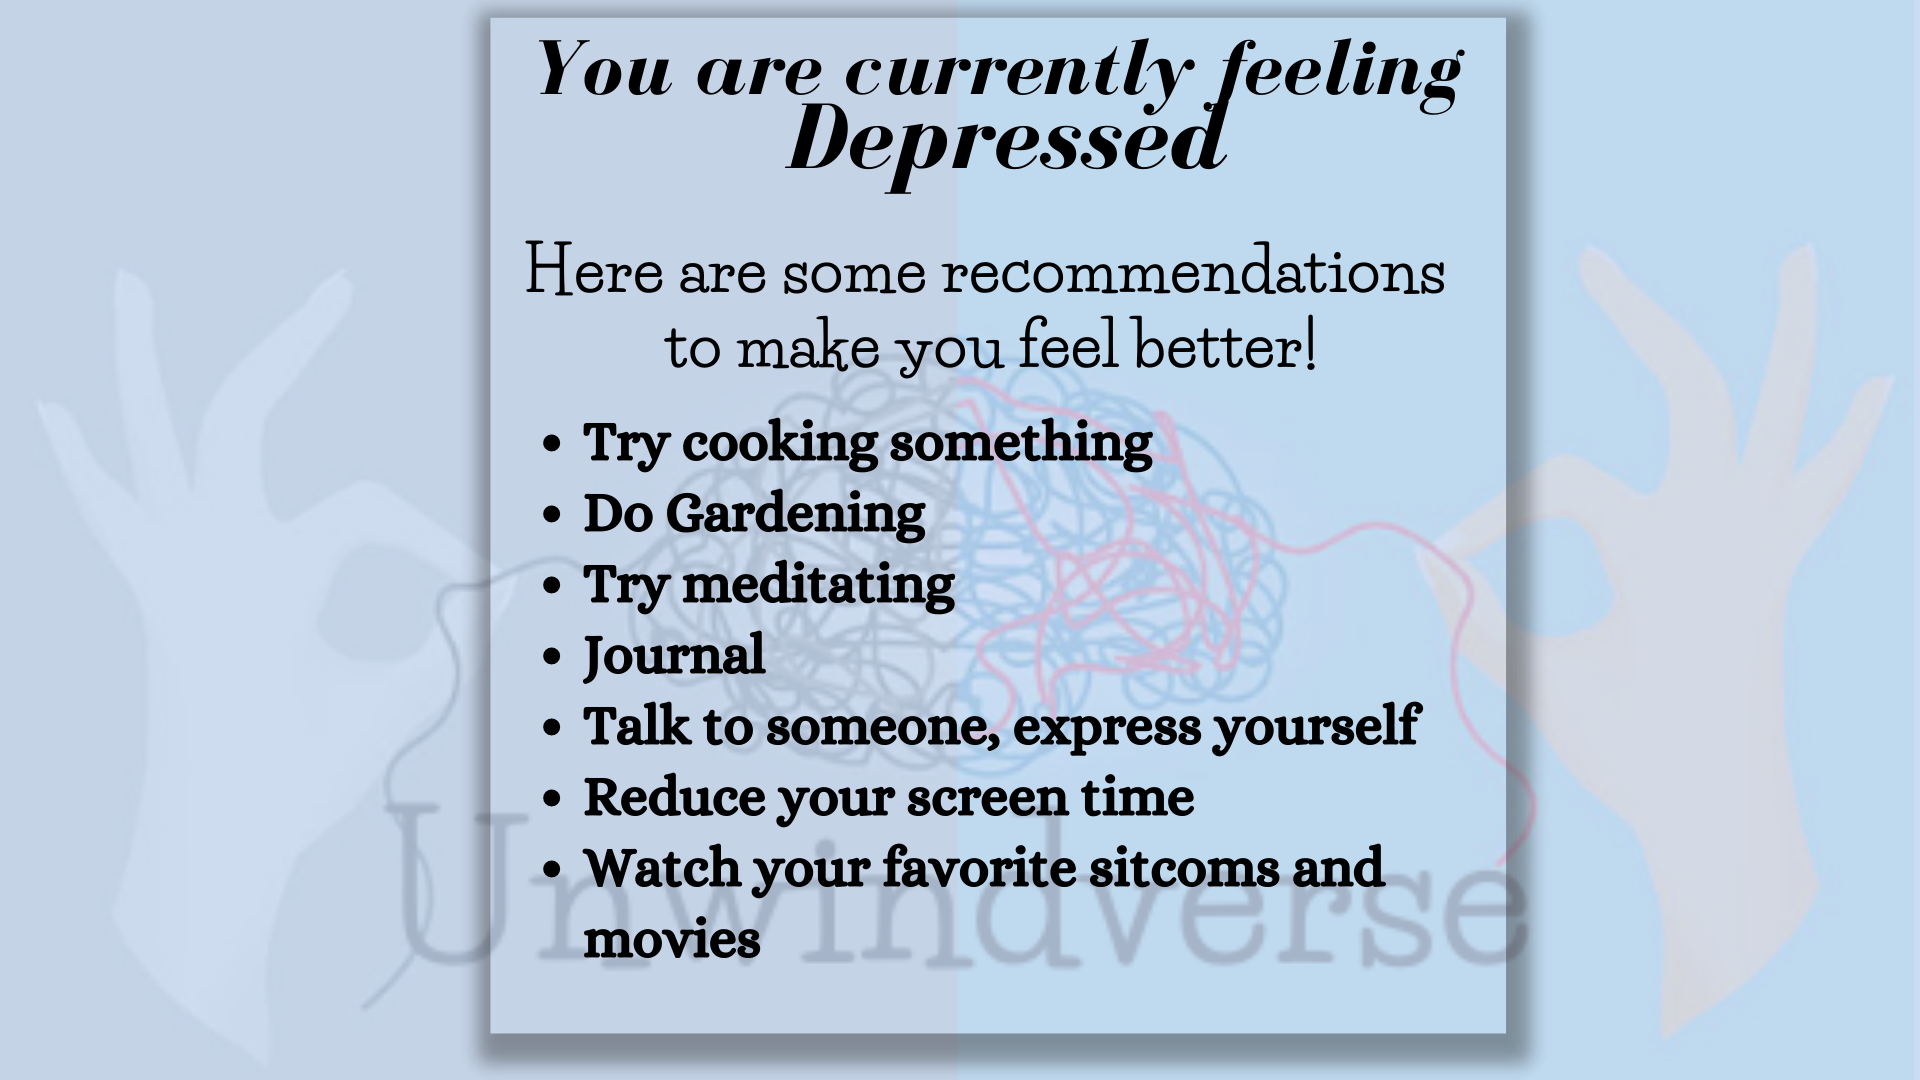 You are currently feeling
Depressed
Here are some recommendations
to make you feel better!
• Try cooking something
• Do Gardening
• Try meditating
• Journal
• Talk to someone, express yourself
• Reduce your screen time
• Watch your favorite sitcoms and
movies
Unwindverse